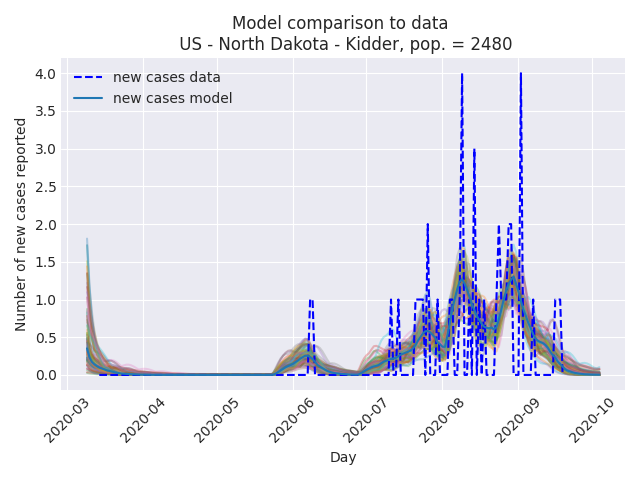 Model comparison to data
US - North Dakota - Kidder, pop. = 2480
new cases data
new cases model
Number of new cases reported
4.0
3.5
3.0
2.5
2.0
1.5
1.0
0.5
0.0
2020-03
2020-04
2020-05
2020-06
2020-07
2020-08
2020-09
2020-10
Day